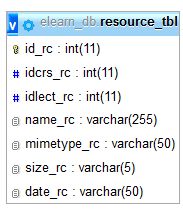 v elearn_db.resource_tbl
id_rc : int(11)
# idcrs_rc : int(11)
# idlect_rc : int(11)
name_rc : varchar(255)
mimetype_rc : varchar(50)
size_rc : varchar(5)
date_rc : varchar(50)